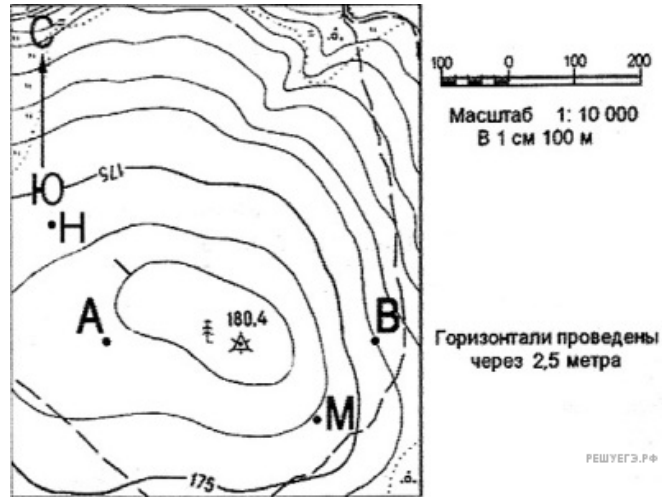 С
Ю
175
Н
А
180,4
В
М
175
100 0 100 200
Масштаб 1: 10 000
В 1 см 100 м
Горизонтали проведены
через 2,5 метра
РЕШУЕГЭ.РФ